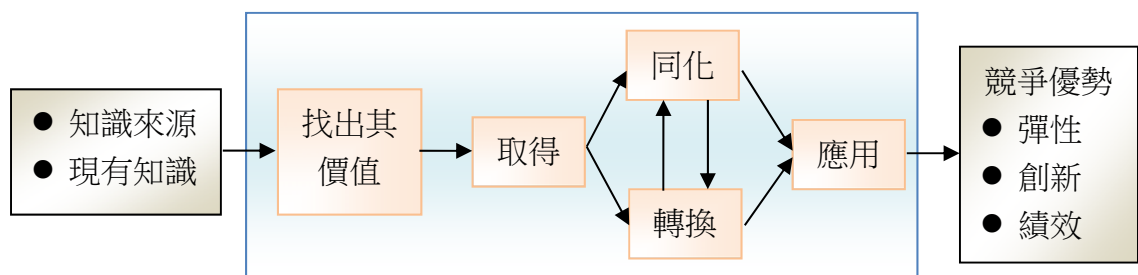 ● 知識來源
● 現有知識
找出其
價值
取得
同化
轉換
應用
競爭優勢
● 彈性
● 創新
● 績效